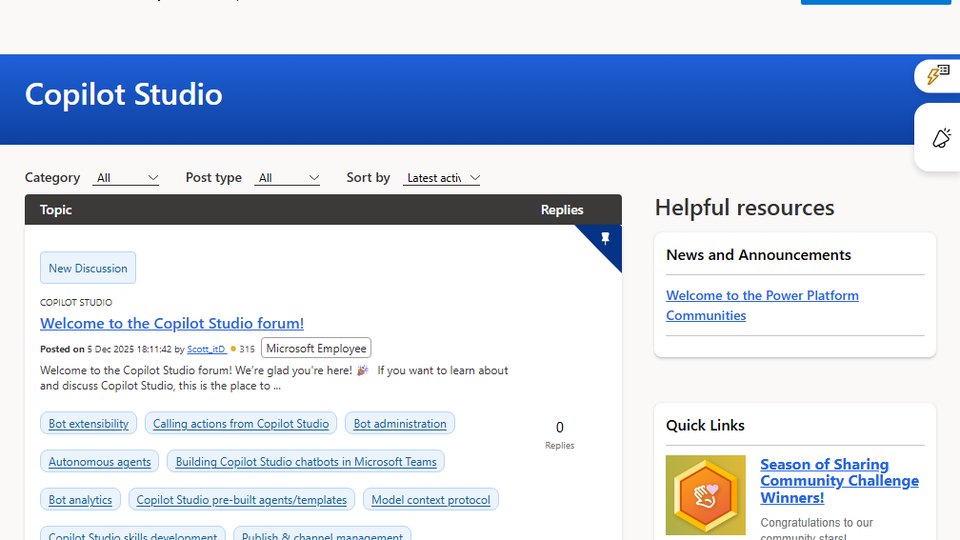 Copilot Studio
Category All Post type All Sort by Latest activ
Topic Replies
New Discussion
COPILOT STUDIO
Welcome to the Copilot Studio forum!
Posted on 5 Dec 2025 18:11:42 by Scott_itD 315 Microsoft Employee
Welcome to the Copilot Studio forum! We're glad you're here! 🎉 If you want to learn about
and discuss Copilot Studio, this is the place to ...
Bot extensibility Calling actions from Copilot Studio Bot administration
Autonomous agents Building Copilot Studio chatbots in Microsoft Teams
Bot analytics Copilot Studio pre-built agents/templates Model context protocol
Copilot Studio skills development Publish & channel management
0
Replies
Helpful resources
News and Announcements
Welcome to the Power Platform
Communities
Quick Links
Season of Sharing
Community Challenge
Winners!
Congratulations to our
community stars!